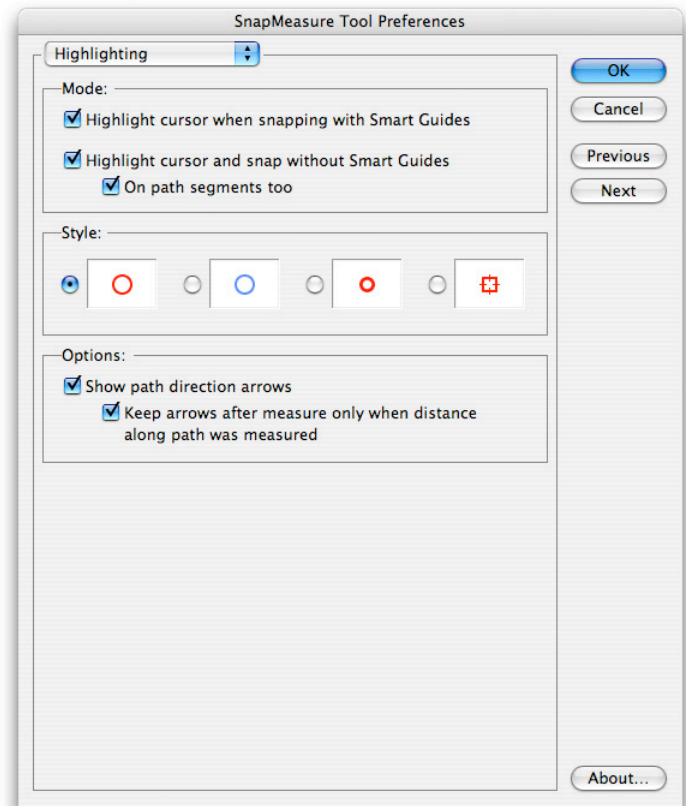 SnapMeasure Tool Preferences
Highlighting
OK
Cancel
Previous
Next
Mode:
Highlight cursor when snapping with Smart Guides
Highlight cursor and snap without Smart Guides
On path segments too
Style:
Options:
Show path direction arrows
Keep arrows after measure only when distance
along path was measured
About...